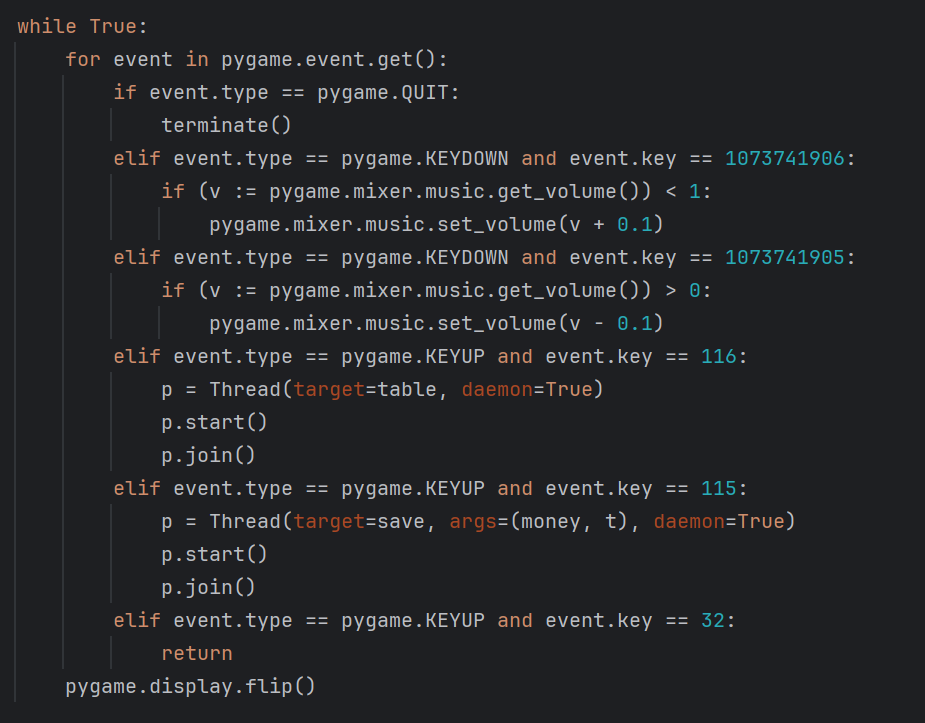 while True:
    for event in pygame.event.get():
        if event.type == pygame.QUIT:
            terminate()
        elif event.type == pygame.KEYDOWN and event.key == 1073741906:
            if (v := pygame.mixer.music.get_volume()) < 1:
                pygame.mixer.music.set_volume(v + 0.1)
        elif event.type == pygame.KEYDOWN and event.key == 1073741905:
            if (v := pygame.mixer.music.get_volume()) > 0:
                pygame.mixer.music.set_volume(v - 0.1)
        elif event.type == pygame.KEYUP and event.key == 116:
            p = Thread(target=table, daemon=True)
            p.start()
            p.join()
        elif event.type == pygame.KEYUP and event.key == 115:
            p = Thread(target=save, args=(money, t), daemon=True)
            p.start()
            p.join()
        elif event.type == pygame.KEYUP and event.key == 32:
            return
    pygame.display.flip()